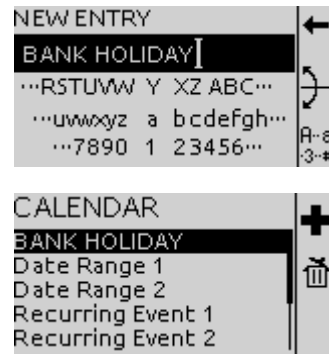 NEW ENTRY
BANK HOLIDAY
···RSTUVW Y XZ ABC···
···uvwxyz a bcdefgh···
···7890 1 23456···
A-a
-3-*
CALENDAR
BANK HOLIDAY
Date Range 1
Date Range 2
Recurring Event 1
Recurring Event 2